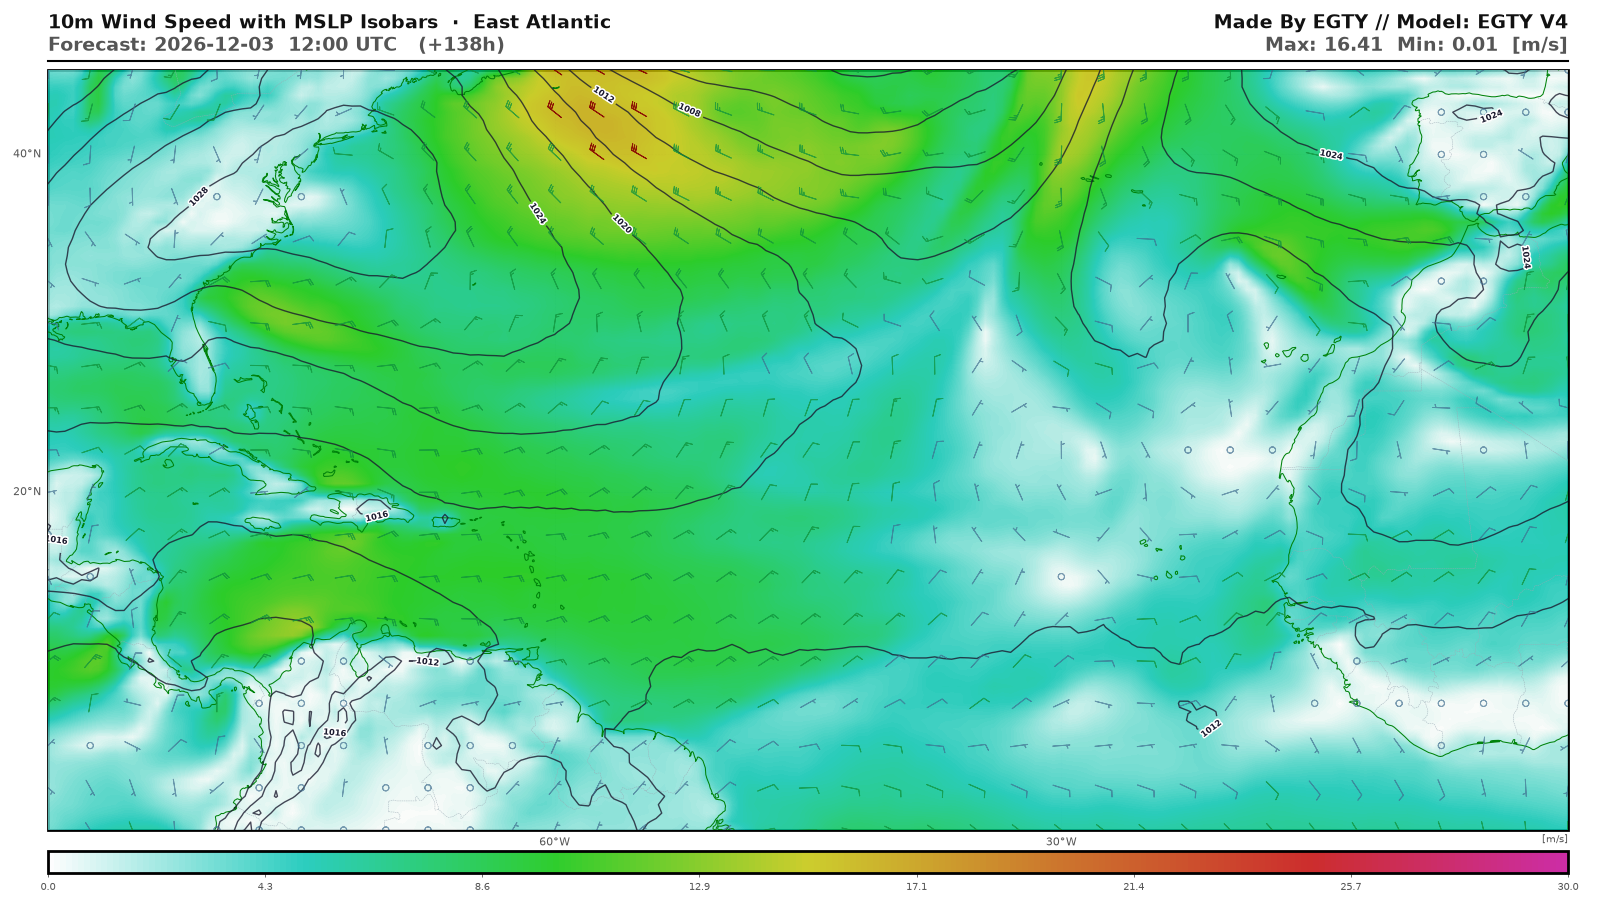 10m Wind Speed with MSLP Isobars · East Atlantic
Made By EGTY // Model: EGTY V4
Forecast: 2026-12-03 12:00 UTC (+138h)
Max: 16.41 Min: 0.01 [m/s]
1012
1008
1024
1024
40°N
1028
1024
1020
1024
20°N
1016
1016
1012
1012
1016
60°W
30°W
[m/s]
0.0 4.3 8.6 12.9 17.1 21.4 25.7 30.0